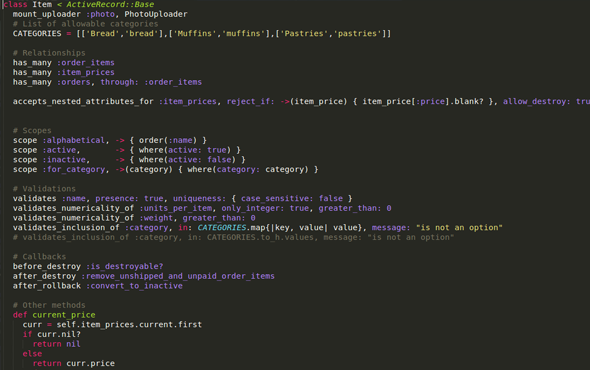 class Item < ActiveRecord::Base
mount_uploader :photo, PhotoUploader
# List of allowable categories
CATEGORIES = [['Bread','bread'],['Muffins','muffins'],['Pastries','pastries']]
# Relationships
has_many :order_items
has_many :item_prices
has_many :orders, through: :order_items
accepts_nested_attributes_for :item_prices, reject_if: ->(item_price) { item_price[:price].blank? }, allow_destroy: tru
# Scopes
scope :alphabetical, -> { order(:name) }
scope :active, -> { where(active: true) }
scope :inactive, -> { where(active: false) }
scope :for_category, ->(category) { where(category: category) }
# Validations
validates :name, presence: true, uniqueness: { case_sensitive: false }
validates_numericality_of :units_per_item, only_integer: true, greater_than: 0
validates_numericality_of :weight, greater_than: 0
validates_inclusion_of :category, in: CATEGORIES.map{|key, value| value}, message: "is not an option"
# validates_inclusion_of :category, in: CATEGORIES.to_h.values, message: "is not an option"
# Callbacks
before_destroy :is_destroyable?
after_destroy :remove_unshipped_and_unpaid_order_items
after_rollback :convert_to_inactive
# Other methods
def current_price
curr = self.item_prices.current.first
if curr.nil?
return nil
else
return curr.price